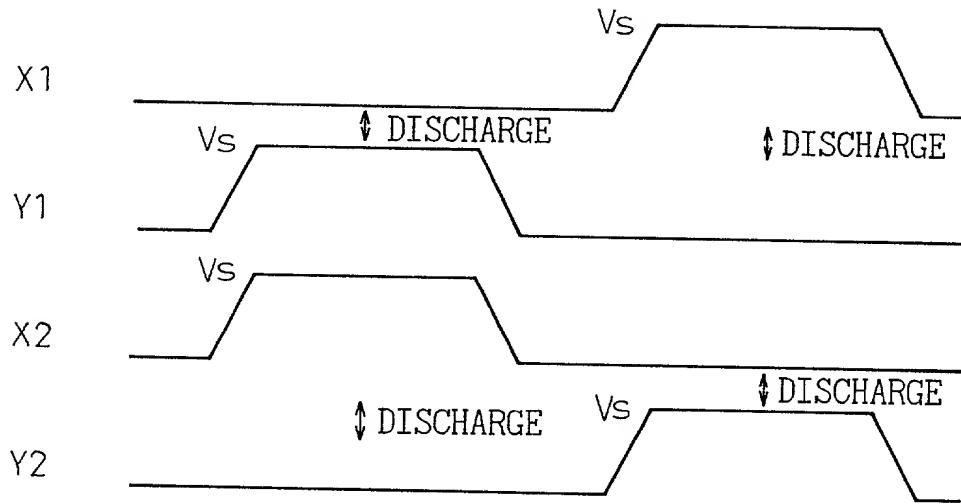 Vs
X1
DISCHARGE
Vs
DISCHARGE
Y1
Vs
X2
DISCHARGE
Vs
DISCHARGE
Y2